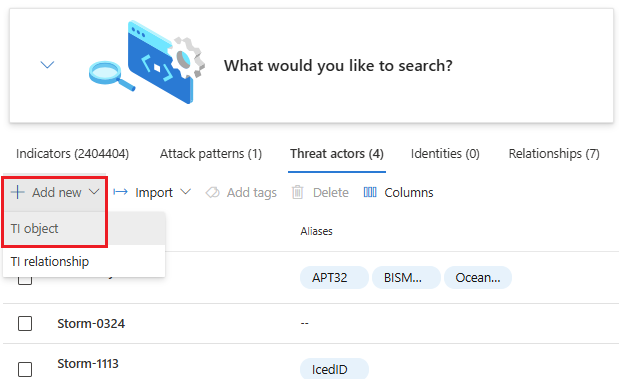 What would you like to search?
Indicators (2404404) Attack patterns (1) Threat actors (4) Identities (0) Relationships (7)
Add new Import Add tags Delete Columns
TI object
Aliases
TI relationship
APT32 BISM... Ocean...
Storm-0324 --
Storm-1113 IcedID